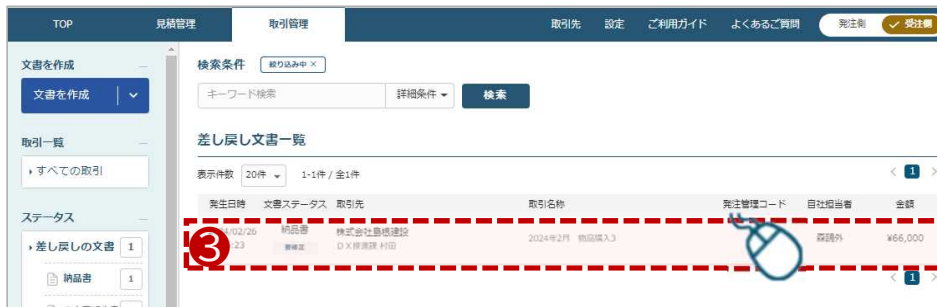 TOP 見積管理 取引管理 取引先 設定 ご利用ガイド よくあるご質問 発注側 受注側
文書を作成
文書を作成
取引一覧
すべての取引
ステータス
差し戻しの文書 1
納品書 1
検索条件 絞り込み中 ×
キーワード検索 詳細条件 検索
差し戻し文書一覧
表示件数 20件 1-1件 / 全1件 < 1 >
発生日時 文書ステータス 取引先 取引名称 発注管理コード 自社担当者 金額
3
/02/26 納品書 株式会社島根建設 2024年2月 物品購入3 ¥66,000
:23 要修正 DX推進課 村田
< 1 >